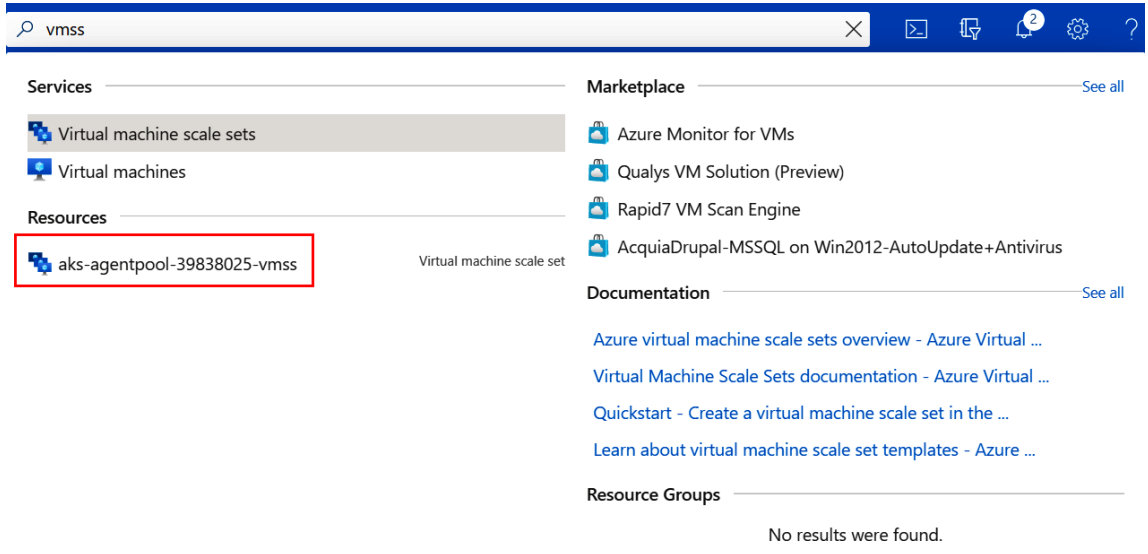 vmss
2
Services
Virtual machine scale sets
Virtual machines
Resources
aks-agentpool-39838025-vmss
Virtual machine scale set
Marketplace
See all
Azure Monitor for VMs
Qualys VM Solution (Preview)
Rapid7 VM Scan Engine
AcquiaDrupal-MSSQL on Win2012-AutoUpdate+Antivirus
Documentation
See all
Azure virtual machine scale sets overview - Azure Virtual ...
Virtual Machine Scale Sets documentation - Azure Virtual ...
Quickstart - Create a virtual machine scale set in the ...
Learn about virtual machine scale set templates - Azure ...
Resource Groups
No results were found.